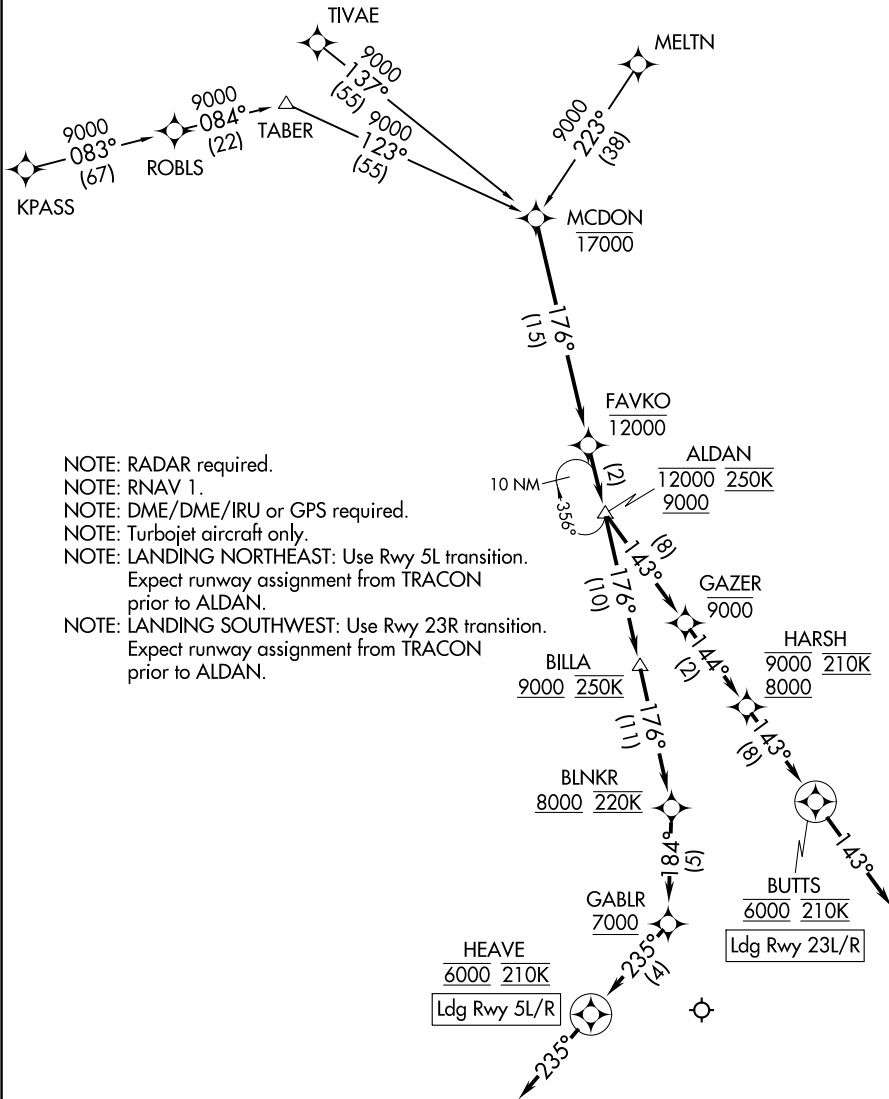 TIVAE
MELTN
9000
137°
(55)
9000
084°
(22)
TABER
9000
123°
(55)
9000
223°
(38)
9000
083°
(67)
ROBLS
KPASS
MCDON
17000
176°
(15)
FAVKO
12000
(2)
10 NM
356°
ALDAN
12000 250K
9000
NOTE: RADAR required.
NOTE: RNAV 1.
NOTE: DME/DME/IRU or GPS required.
NOTE: Turbojet aircraft only.
NOTE: LANDING NORTHEAST: Use Rwy 5L transition.
Expect runway assignment from TRACON
prior to ALDAN.
NOTE: LANDING SOUTHWEST: Use Rwy 23R transition.
Expect runway assignment from TRACON
prior to ALDAN.
(8)
143°
176°
(10)
GAZER
9000
144°
(2)
HARSH
9000 210K
8000
BILLA
9000 250K
176°
(11)
143°
(8)
BLNKR
8000 220K
184°
(5)
143°
BUTTS
6000 210K
Ldg Rwy 23L/R
GABLR
7000
235°
(4)
HEAVE
6000 210K
Ldg Rwy 5L/R
235°